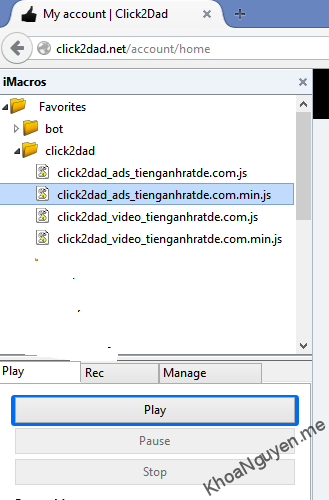 My account | Click2Dad
click2dad.net/account/home
iMacros
Favorites
bot
click2dad
click2dad_ads_tienganhratde.com.js
click2dad_ads_tienganhratde.com.min.js
click2dad_video_tienganhratde.com.js
click2dad_video_tienganhratde.com.min.js
Play
Rec
Manage
Play
Pause
Stop
KhoaNguyen.me